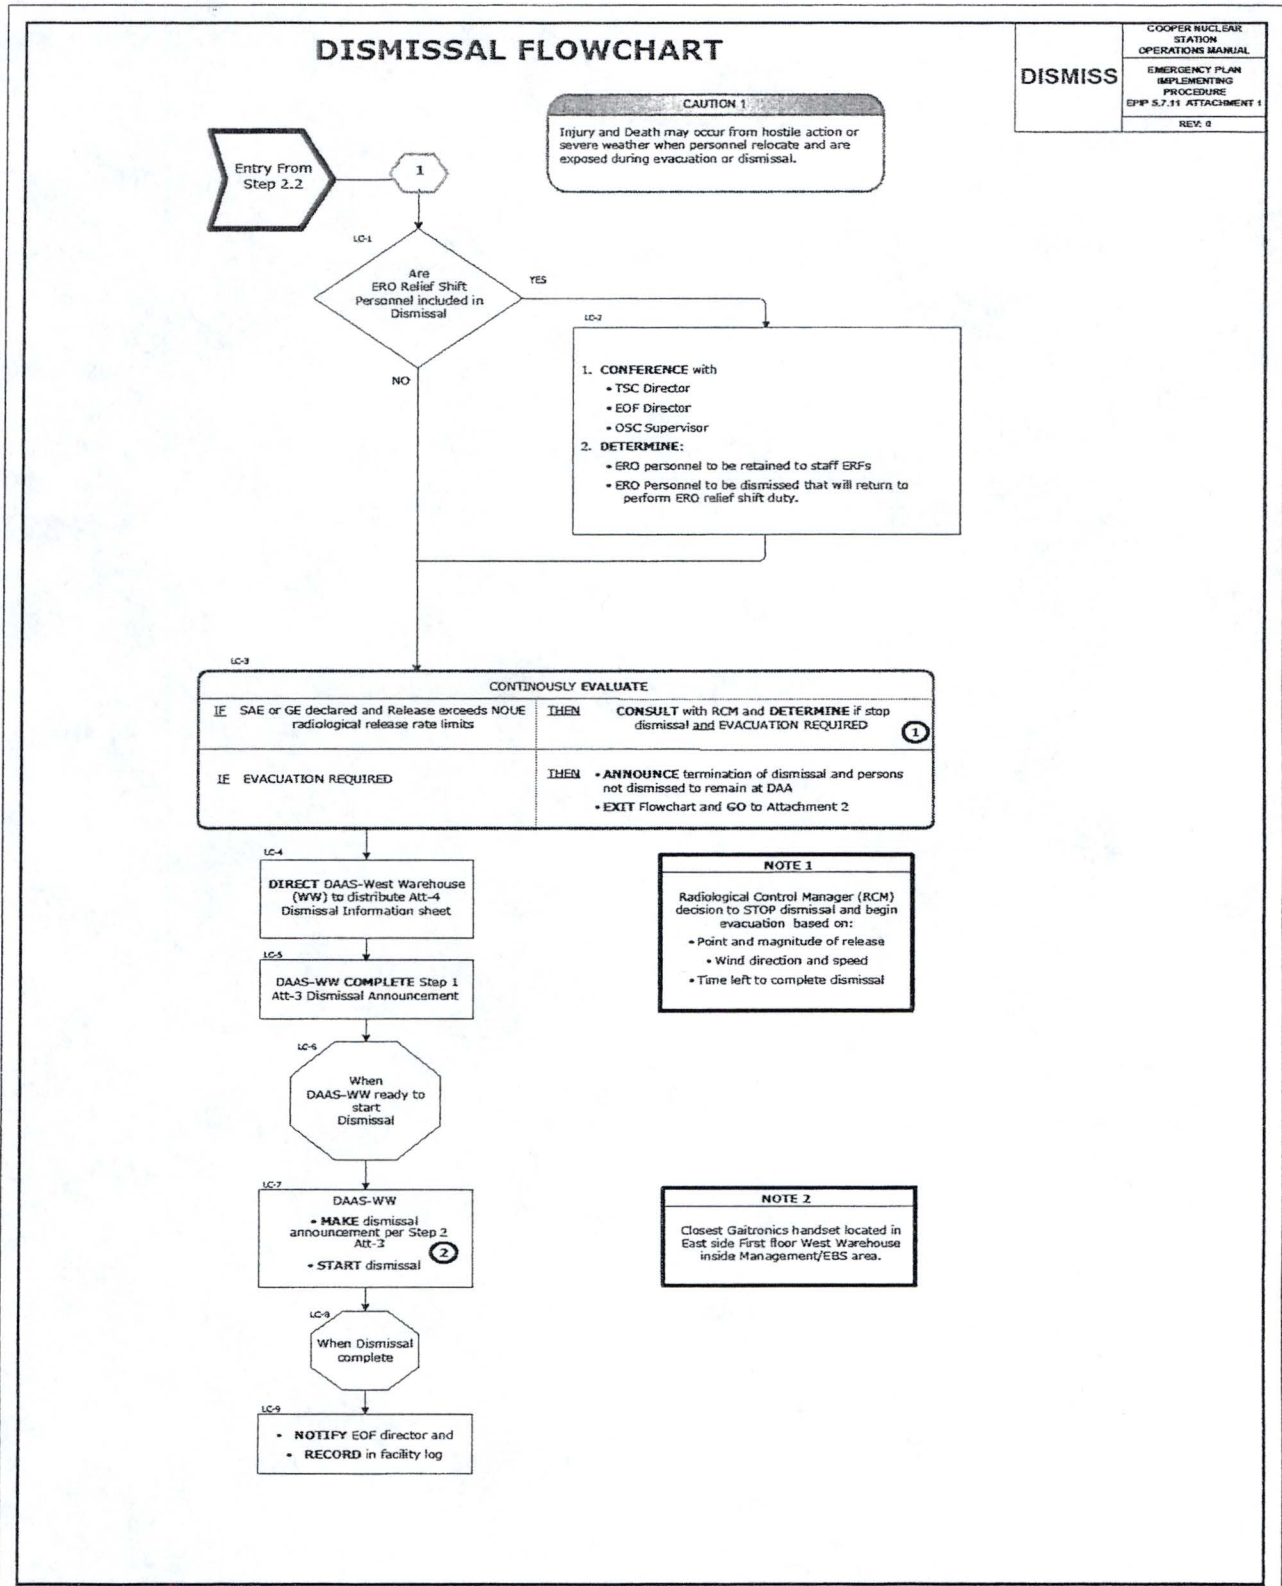 DISMISSAL FLOWCHART
DISMISS
COOPER NUCLEAR
STATION
OPERATIONS MANUAL
EMERGENCY PLAN
IMPLEMENTING
PROCEDURE
EPIP 5.7.11 ATTACHMENT 1
REV: 0
CAUTION 1
Injury and Death may occur from hostile action or
severe weather when personnel relocate and are
exposed during evacuation or dismissal.
Entry From
Step 2.2
1
LC-1
Are
ERO Relief Shift
Personnel included in
Dismissal
YES
NO
LC-2
1. CONFERENCE with
• TSC Director
• EOF Director
• OSC Supervisor
2. DETERMINE:
• ERO personnel to be retained to staff ERFs
• ERO Personnel to be dismissed that will return to
perform ERO relief shift duty.
LC-3
CONTINOUSLY EVALUATE
IF SAE or GE declared and Release exceeds NOUE
radiological release rate limits
THEN CONSULT with RCM and DETERMINE if stop
dismissal and EVACUATION REQUIRED
1
IF EVACUATION REQUIRED
THEN • ANNOUNCE termination of dismissal and persons
not dismissed to remain at DAA
• EXIT Flowchart and GO to Attachment 2
LC-4
DIRECT DAAS-West Warehouse
(WW) to distribute Att-4
Dismissal Information sheet
NOTE 1
Radiological Control Manager (RCM)
decision to STOP dismissal and begin
evacuation based on:
• Point and magnitude of release
• Wind direction and speed
• Time left to complete dismissal
LC-5
DAAS-WW COMPLETE Step 1
Att-3 Dismissal Announcement
LC-6
When
DAAS-WW ready to
start
Dismissal
LC-7
DAAS-WW
• MAKE dismissal
announcement per Step 2
Att-3
2
• START dismissal
NOTE 2
Closest Gaitronics handset located in
East side First floor West Warehouse
inside Management/EBS area.
LC-8
When Dismissal
complete
LC-9
• NOTIFY EOF director and
• RECORD in facility log